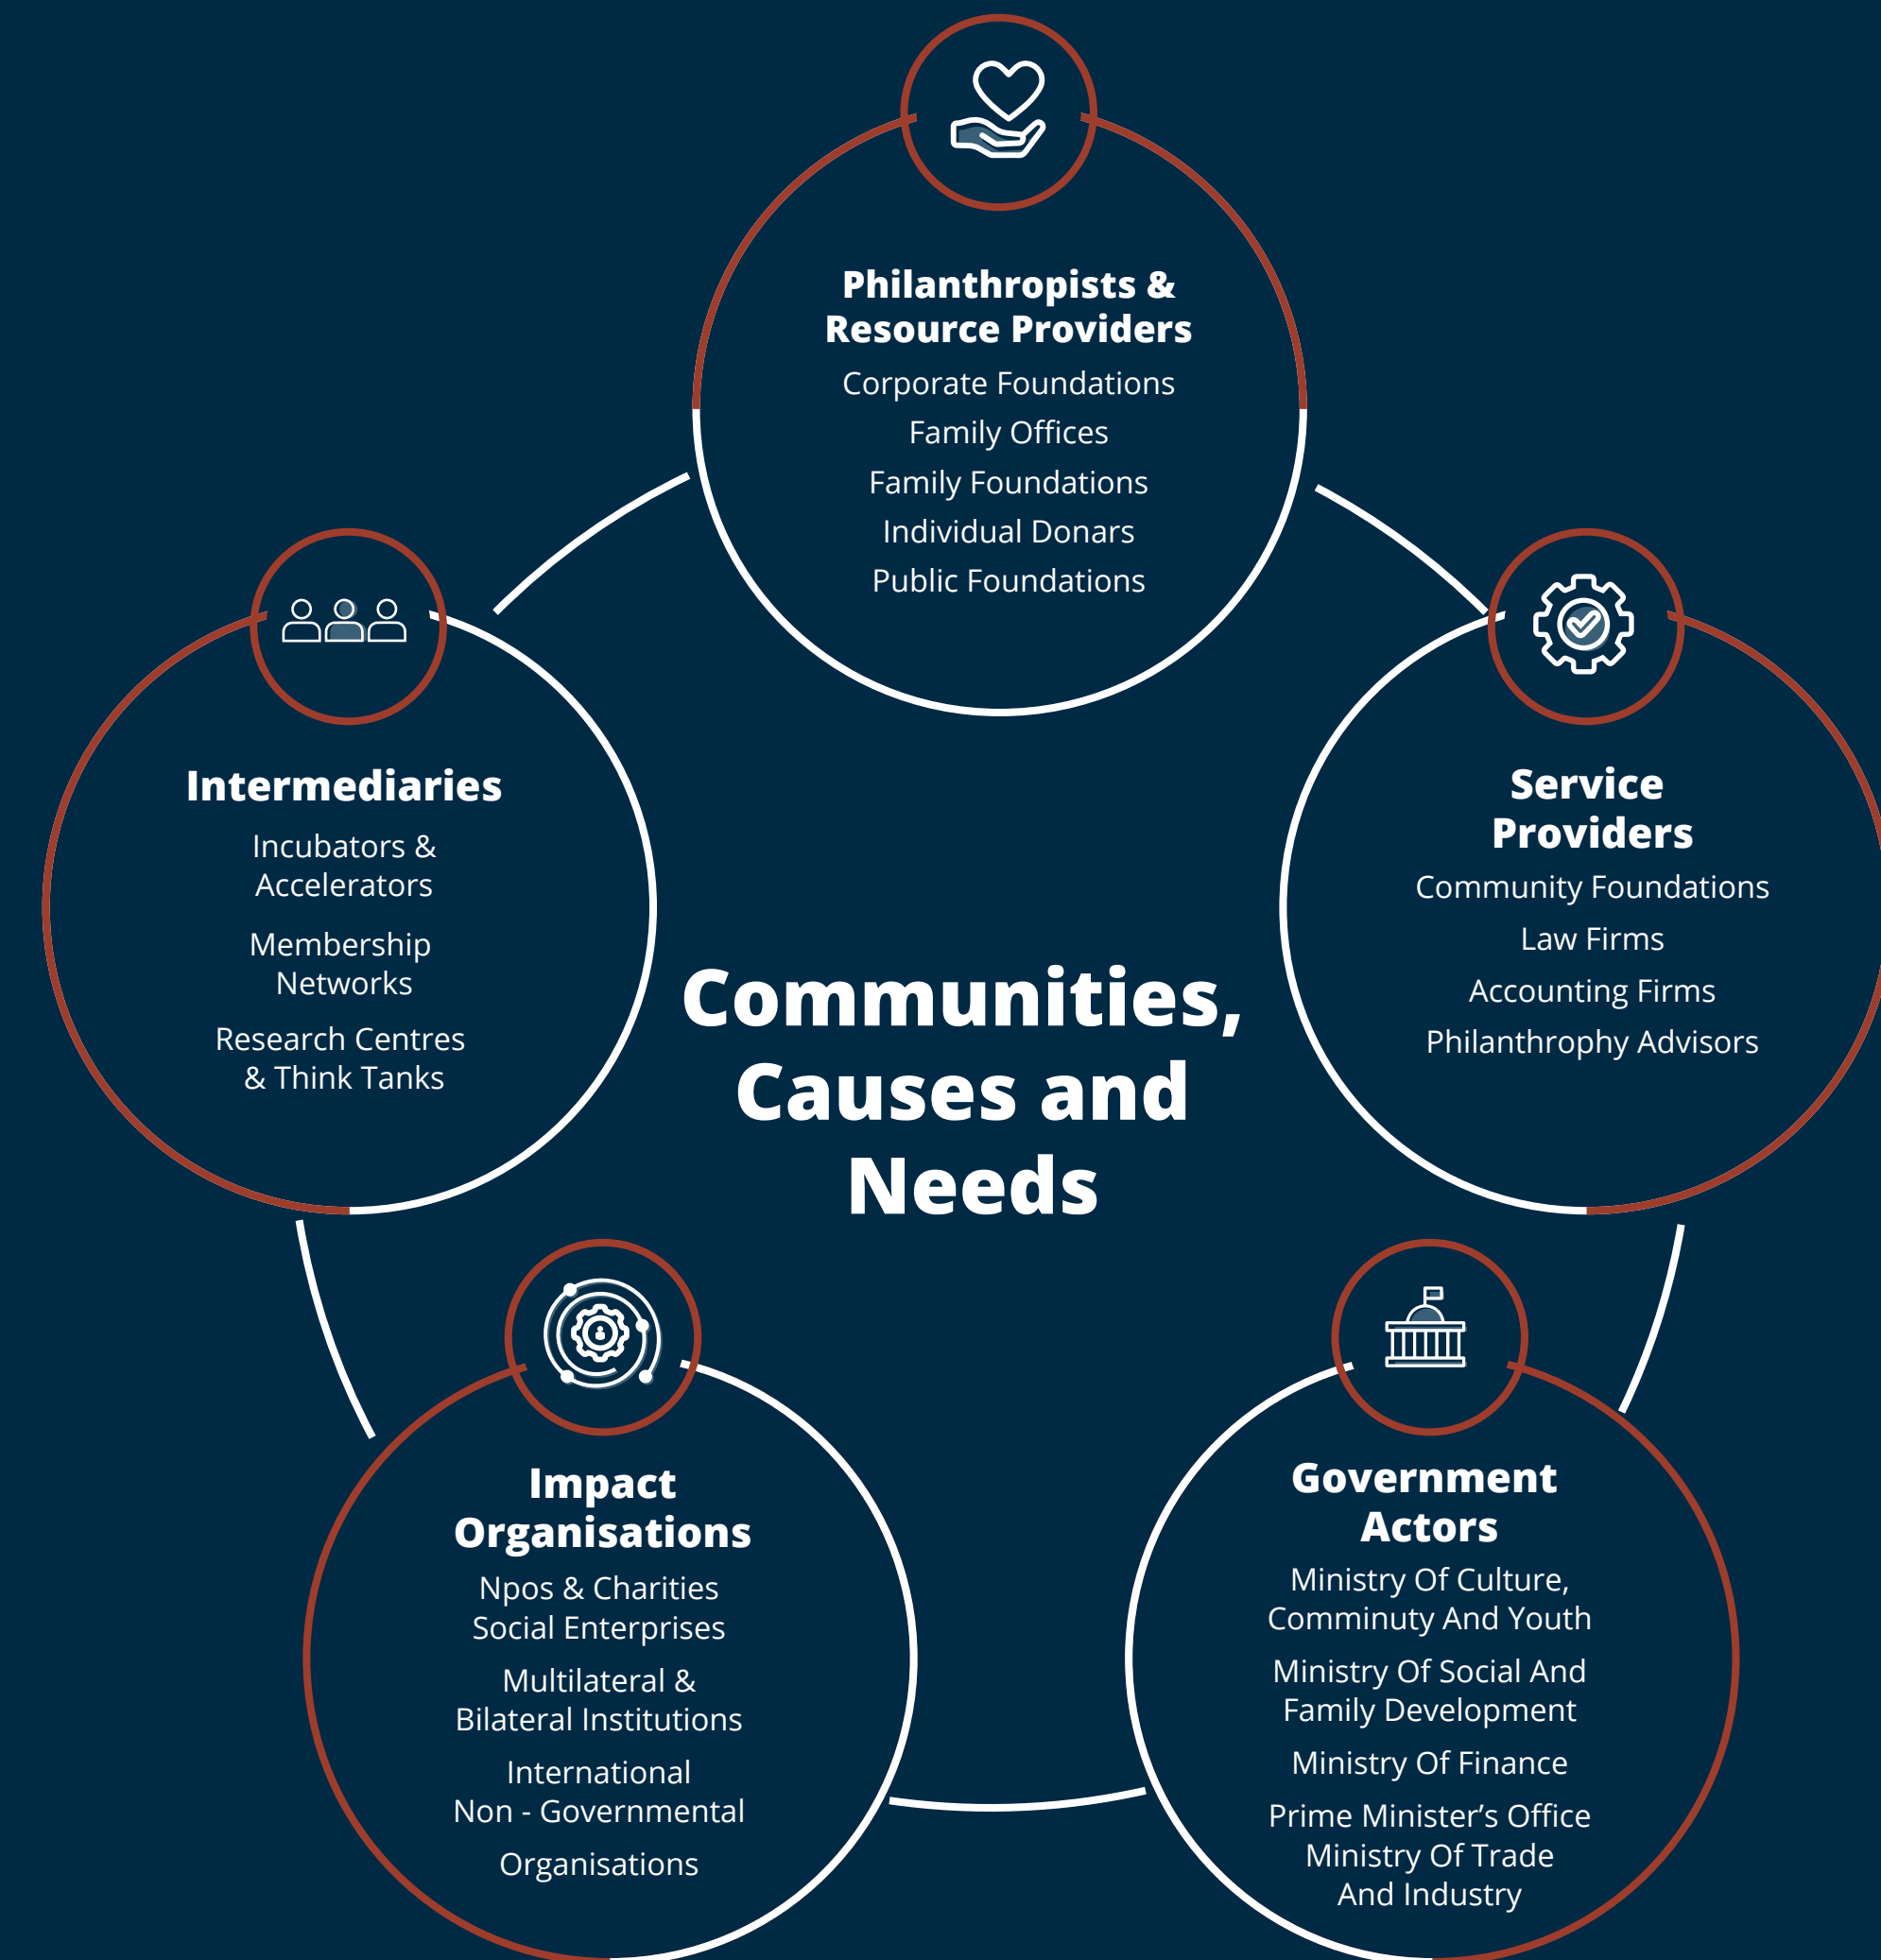 Philanthropists &
Resource Providers
Corporate Foundations
Family Offices
Family Foundations
Individual Donars
Public Foundations
Intermediaries
Incubators &
Accelerators
Membership
Networks
Research Centres
& Think Tanks
Service
Providers
Community Foundations
Law Firms
Accounting Firms
Philanthrophy Advisors
Communities,
Causes and
Needs
Impact
Organisations
Npos & Charities
Social Enterprises
Multilateral &
Bilateral Institutions
International
Non - Governmental
Organisations
Government
Actors
Ministry Of Culture,
Comminuty And Youth
Ministry Of Social And
Family Development
Ministry Of Finance
Prime Minister’s Office
Ministry Of Trade
And Industry